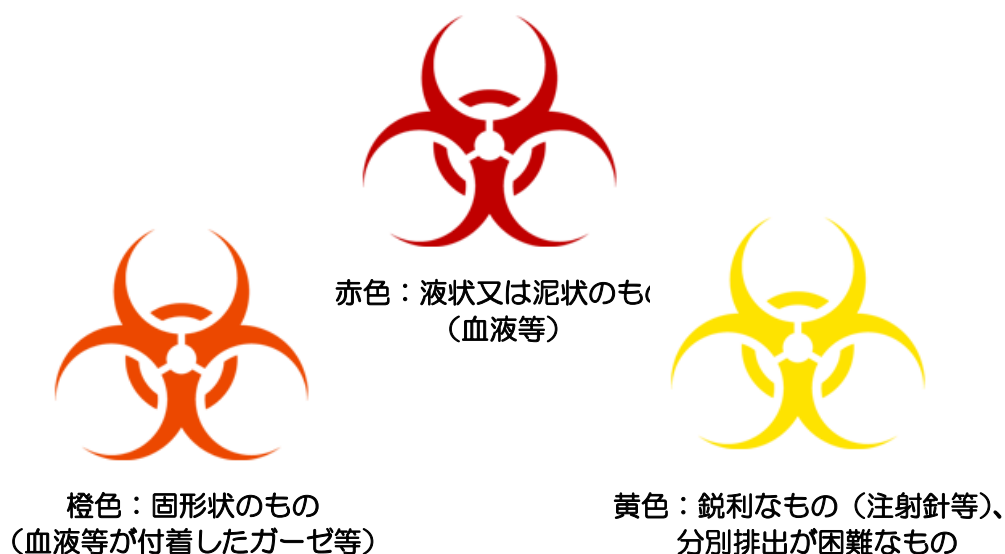 赤色：液状又は泥状のもの
（血液等）
橙色：固形状のもの
（血液等が付着したガーゼ等）
黄色：鋭利なもの（注射針等）、
分別排出が困難なもの